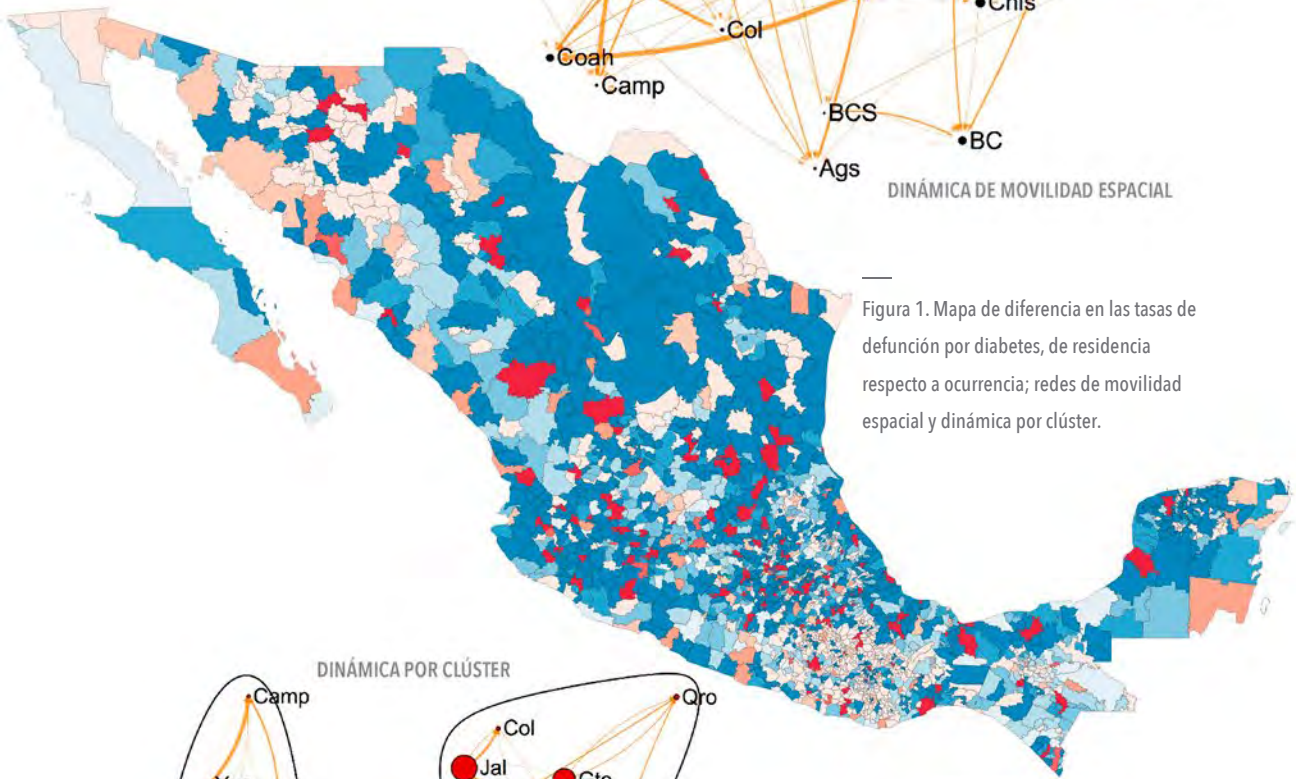 Chis
Col
Coah
Camp
BCS
BC
Ags
DINÁMICA DE MOVILIDAD ESPACIAL
Figura 1. Mapa de diferencia en las tasas de
defunción por diabetes, de residencia
respecto a ocurrencia; redes de movilidad
espacial y dinámica por clúster.
DINÁMICA POR CLÚSTER
Camp
Qro
Col
Jal
Gto